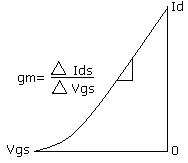 Id
gm= △ Ids
△ Vgs
Vgs 0